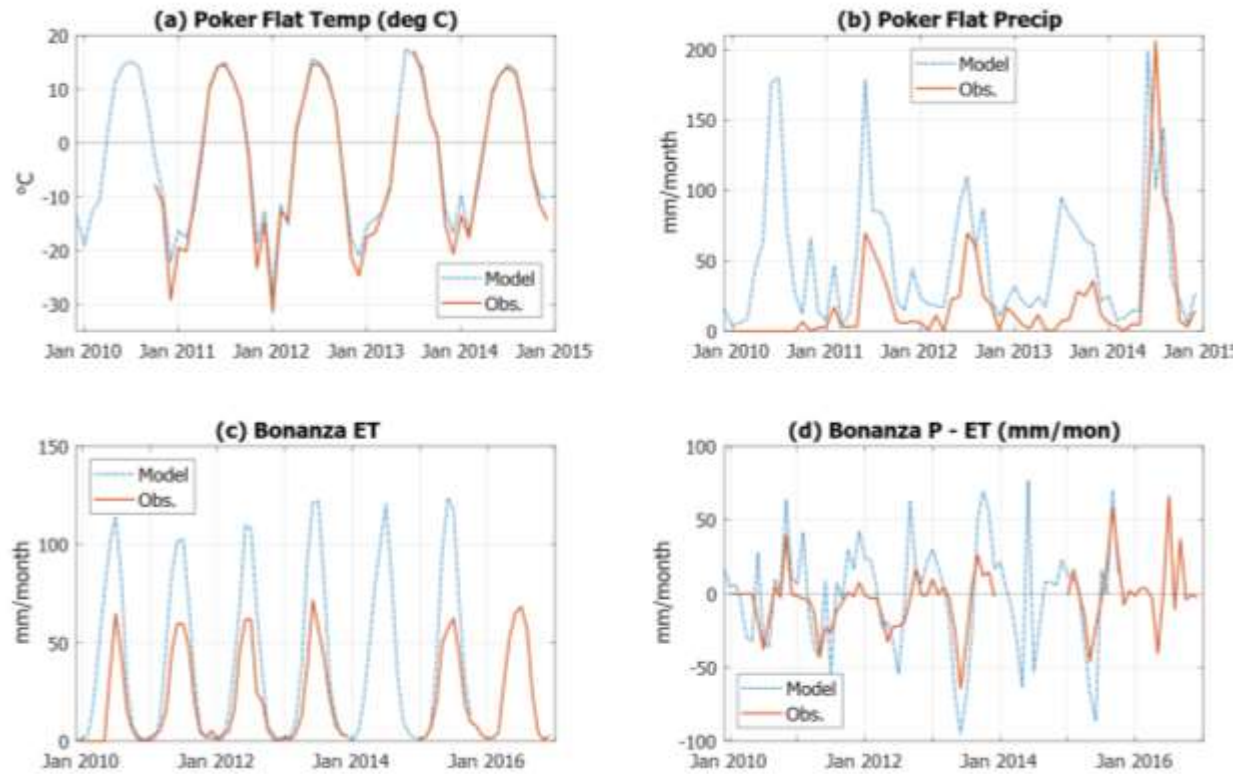 (a) Poker Flat Temp (deg C)
20
10
0
-10
-20
-30
ºC
Model
Obs.
Jan 2010 Jan 2011 Jan 2012 Jan 2013 Jan 2014 Jan 2015
(b) Poker Flat Precip
200
150
100
50
0
mm/month
Model
Obs.
Jan 2010 Jan 2011 Jan 2012 Jan 2013 Jan 2014 Jan 2015
(c) Bonanza ET
150
100
50
0
mm/month
Model
Obs.
Jan 2010 Jan 2012 Jan 2014 Jan 2016
(d) Bonanza P - ET (mm/mon)
100
50
0
-50
-100
mm/month
Model
Obs.
Jan 2010 Jan 2012 Jan 2014 Jan 2016